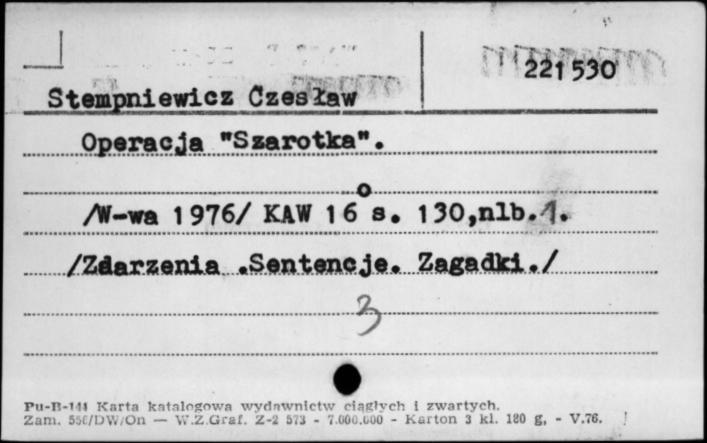 221530
Stempniewicz Czesław
Operacja "Szarotka".
o
/W-wa 1976/ KAW 16 s. 130,nlb.1.
/Zdarzenia .Sentencje. Zagadki./
3
Pu-B-144 Karta katalogowa wydawnictw ciągłych i zwartych.
Zam. 556/DW/On — W.Z.Graf. Z-2 573 - 7.000.000 - Karton 3 kl. 180 g. - V.76.